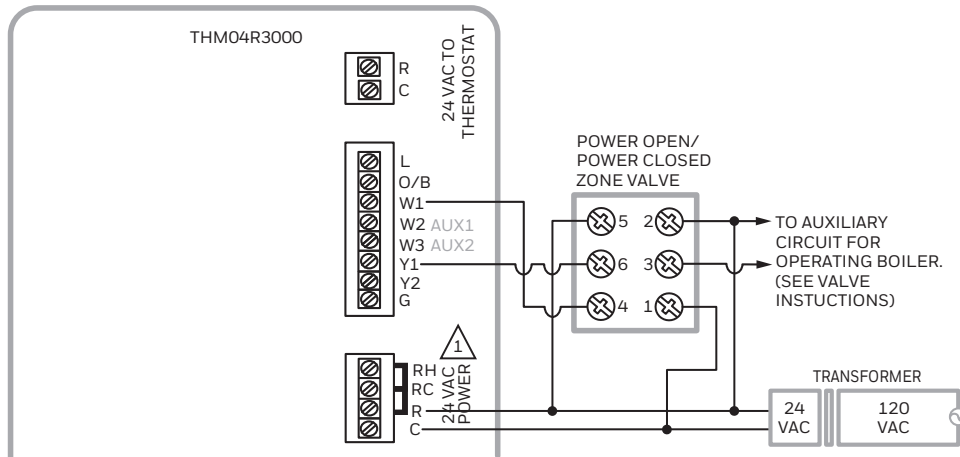 THM04R3000
R
C
24 VAC TO
THERMOSTAT
L
O/B
W1
W2 AUX1
W3 AUX2
Y1
Y2
G
POWER OPEN/
POWER CLOSED
ZONE VALVE
5 2
6 3
4 1
TO AUXILIARY
CIRCUIT FOR
OPERATING BOILER.
(SEE VALVE
INSTUCTIONS)
1
RH
RC
R
C
24 VAC
POWER
TRANSFORMER
24
VAC
120
VAC